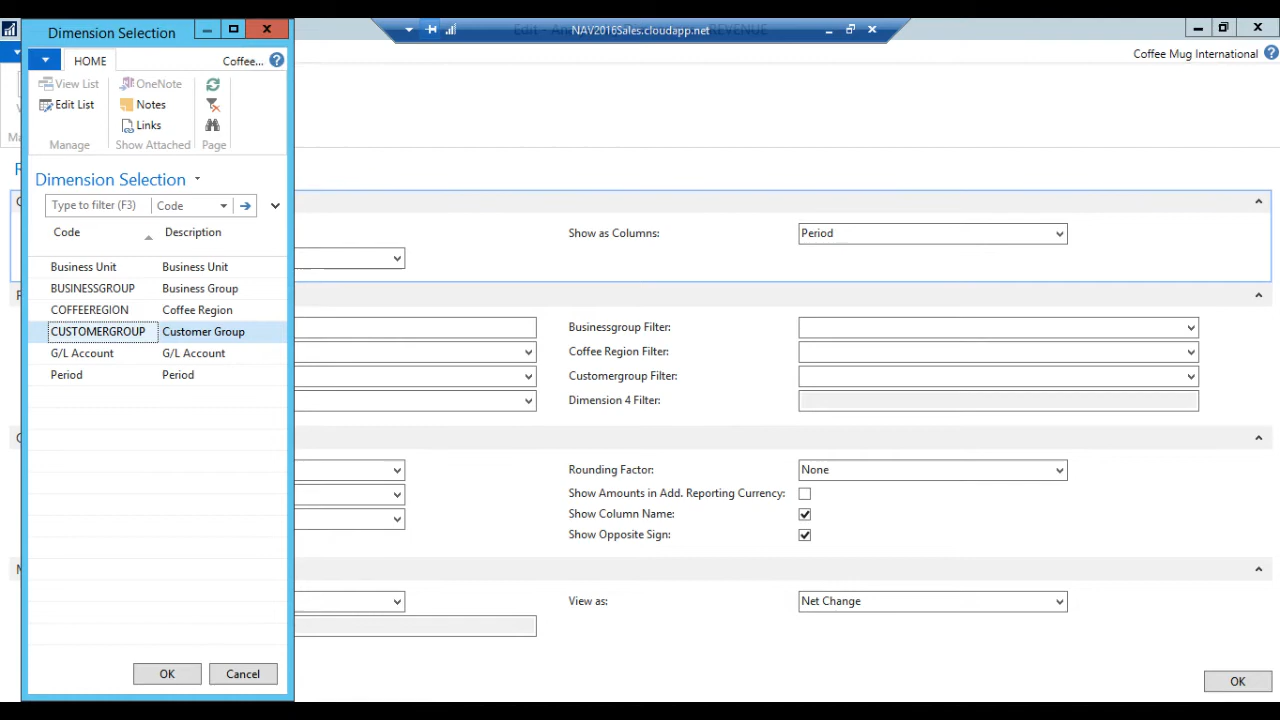 Dimension Selection
NAV2016Sales.cloudapp.net
HOME
Coffee...
Coffee Mug International
View List
OneNote
Edit List
Notes
Links
Manage
Show Attached
Page
Dimension Selection
Type to filter (F3)
Code
Code
Description
Show as Columns:
Period
Business Unit
Business Unit
BUSINESSGROUP
Business Group
COFFEEREGION
Coffee Region
CUSTOMERGROUP
Customer Group
G/L Account
G/L Account
Period
Period
Businessgroup Filter:
Coffee Region Filter:
Customergroup Filter:
Dimension 4 Filter:
Rounding Factor:
None
Show Amounts in Add. Reporting Currency:
Show Column Name:
Show Opposite Sign:
View as:
Net Change
OK
Cancel
OK